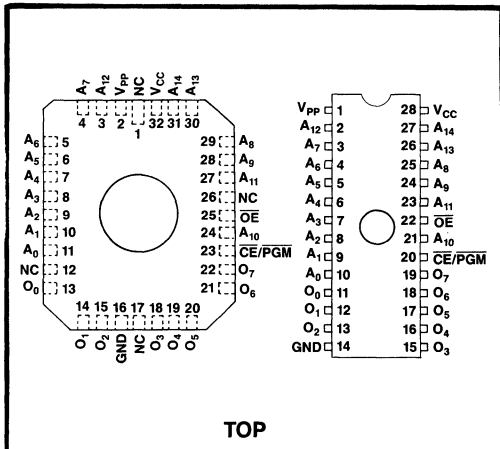 A7 A12 VPP NC VCC A14 A13
4 3 2 1 32 31 30
A6 5
A5 6
A4 7
A3 8
A2 9
A1 10
A0 11
NC 12
O0 13
29 A8
28 A9
27 A11
26 NC
25 OE
24 A10
23 CE/PGM
22 O7
21 O6
14 15 16 17 18 19 20
O1 O2 GND NC O3 O4 O5
VPP 1 28 VCC
A12 2 27 A14
A7 3 26 A13
A6 4 25 A8
A5 5 24 A9
A4 6 23 A11
A3 7 22 OE
A2 8 21 A10
A1 9 20 CE/PGM
A0 10 19 O7
O0 11 18 O6
O1 12 17 O5
O2 13 16 O4
GND 14 15 O3
TOP